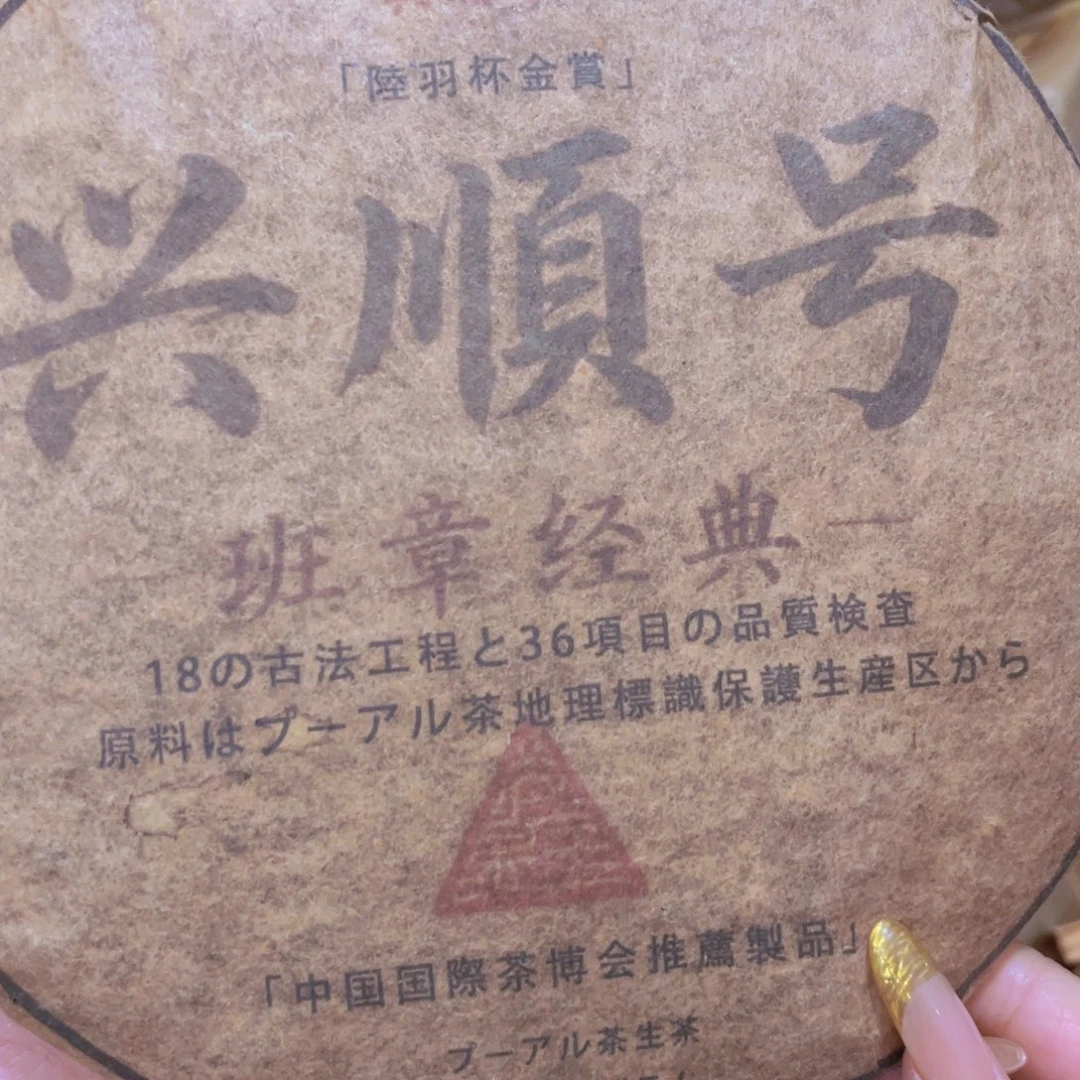 「陸羽杯金賞」
兴順号
班章经典
18の古法工程と36項目の品質検査
原料はプーアル茶地理標識保護生産区から
「中国国際茶博会推薦製品」
プーアル茶生茶